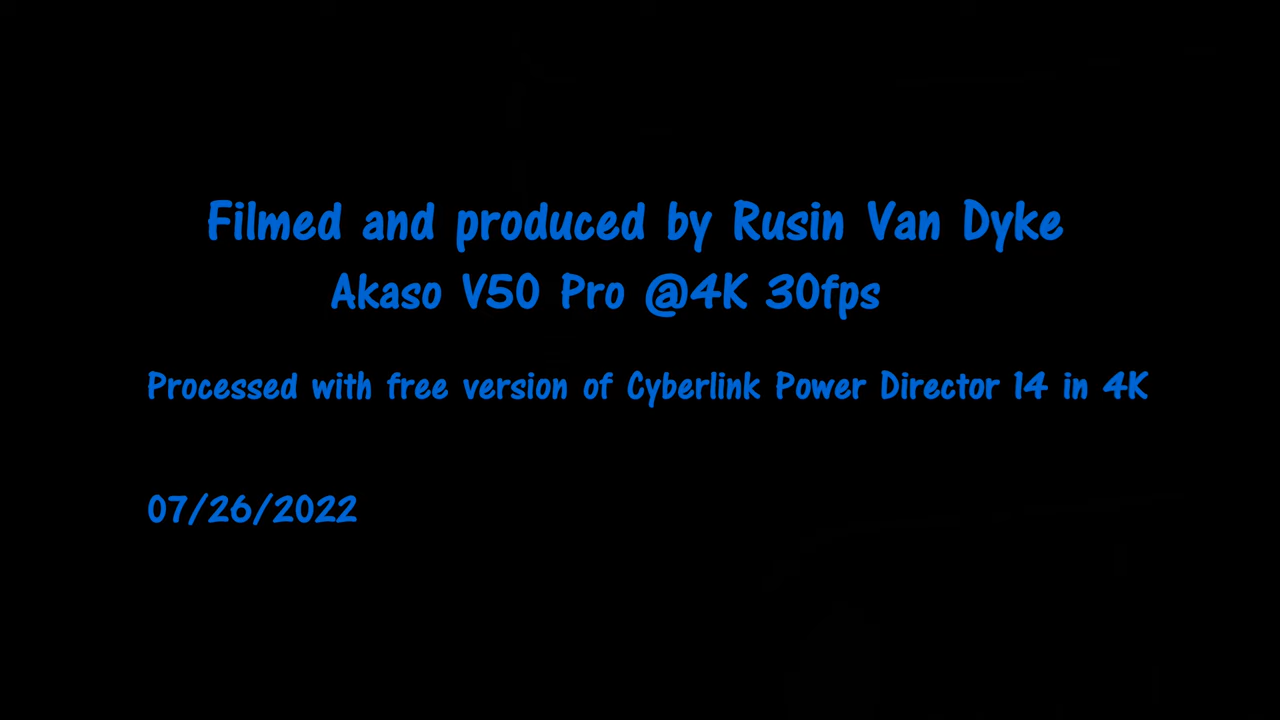 Filmed and produced by Rusin Van Dyke
Akaso V50 Pro @4K 30fps
Processed with free version of Cyberlink Power Director 14 in 4K
07/26/2022